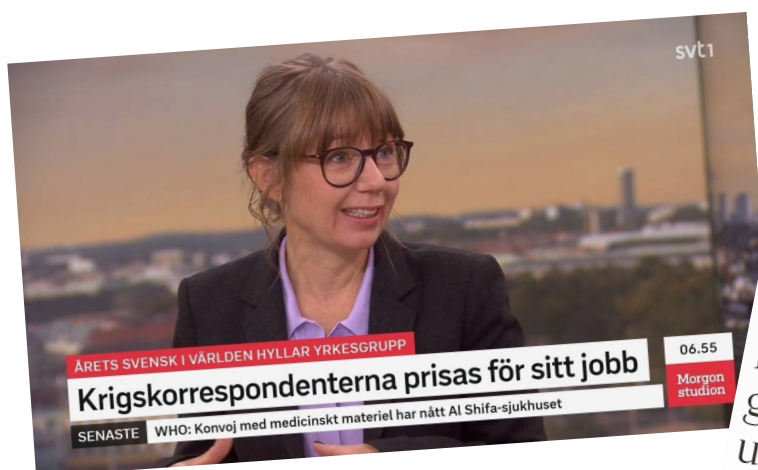 svt1
ÅRETS SVENSK I VÄRLDEN HYLLAR YRKESGRUPP
Krigskorrespondenterna prisas för sitt jobb
06.55
Morgon
studion
SENASTE WHO: Konvoj med medicinskt materiel har nått Al Shifa-sjukhuset
g
u